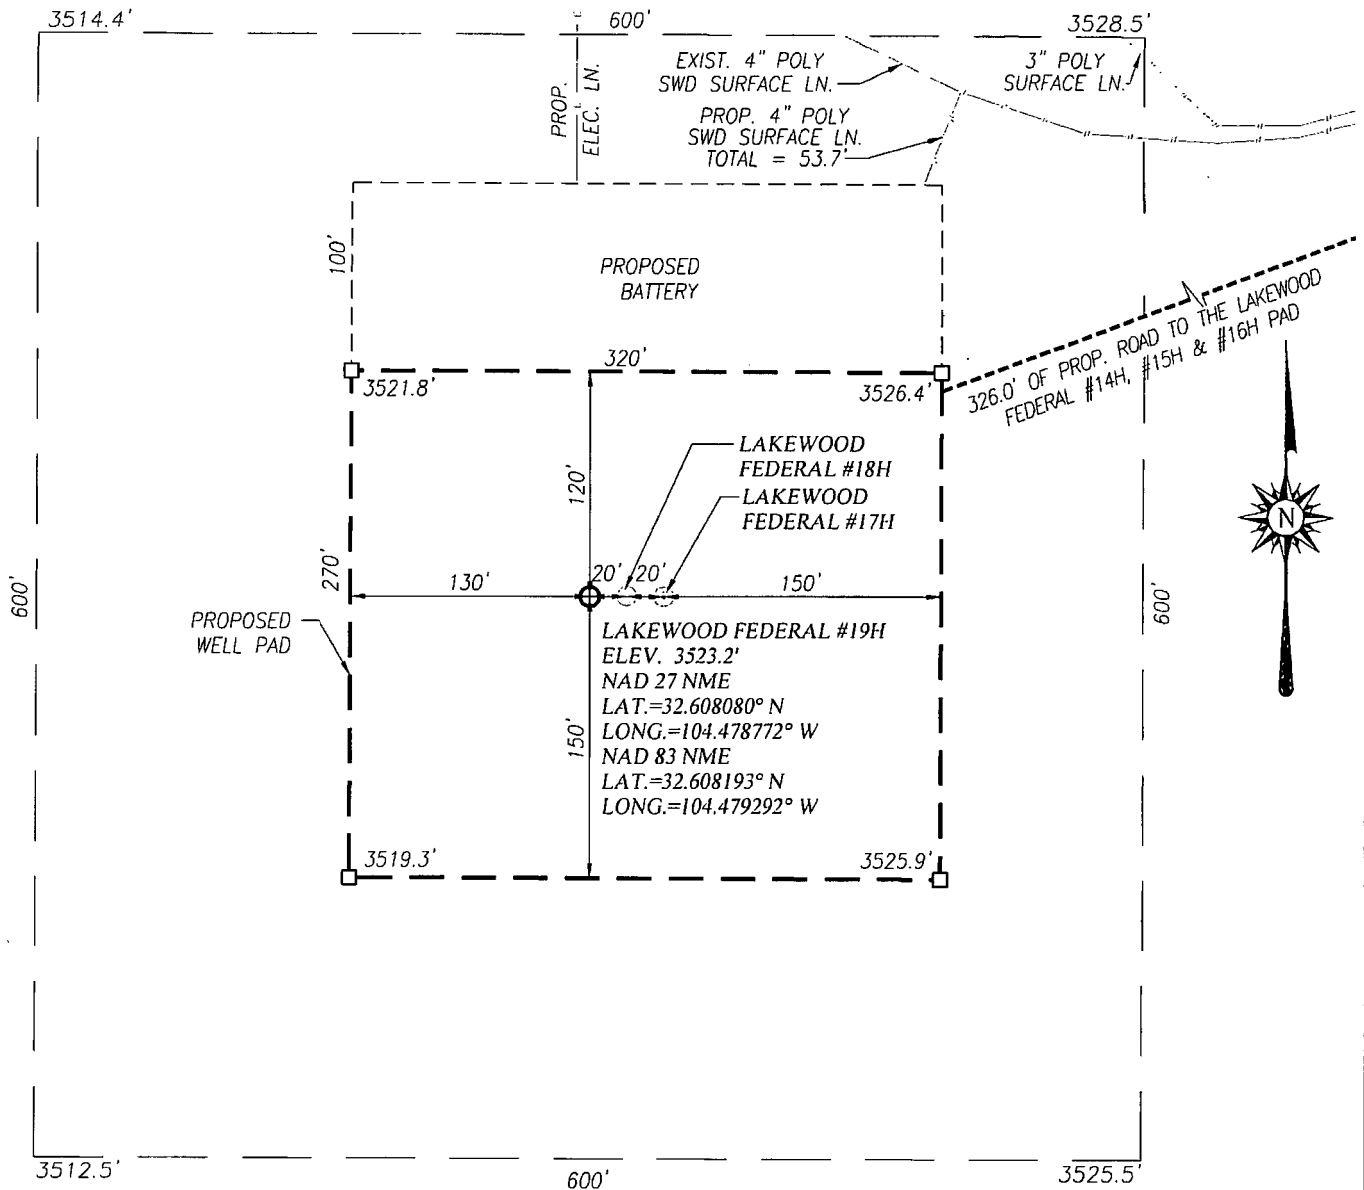 3514.4'
600'
3528.5'
EXIST. 4" POLY
SWD SURFACE LN.
3" POLY
SURFACE LN.
PROP.
ELEC. LN.
PROP. 4" POLY
SWD SURFACE LN.
TOTAL = 53.7'
100'
PROPOSED
BATTERY
326.0' OF PROP. ROAD TO THE LAKEWOOD
FEDERAL #14H, #15H & #16H PAD
320'
3521.8'
3526.4'
LAKEWOOD
FEDERAL #18H
LAKEWOOD
FEDERAL #17H
120'
N
600'
270'
130'
20'
20'
150'
600'
PROPOSED
WELL PAD
LAKEWOOD FEDERAL #19H
ELEV. 3523.2'
NAD 27 NME
LAT.=32.608080° N
LONG.=104.478772° W
NAD 83 NME
LAT.=32.608193° N
LONG.=104.479292° W
150'
3519.3'
3525.9'
3512.5'
600'
3525.5'